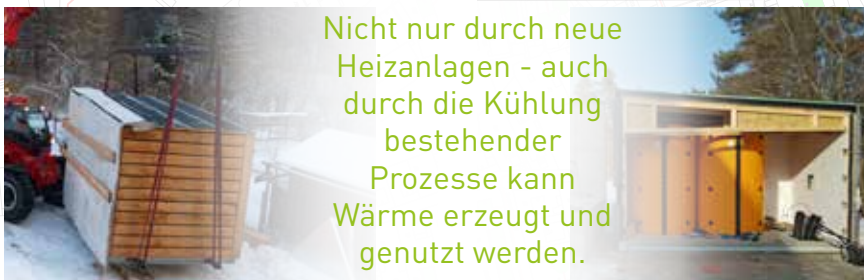 Nicht nur durch neue
Heizanlagen - auch
durch die Kühlung
bestehender
Prozesse kann
Wärme erzeugt und
genutzt werden.